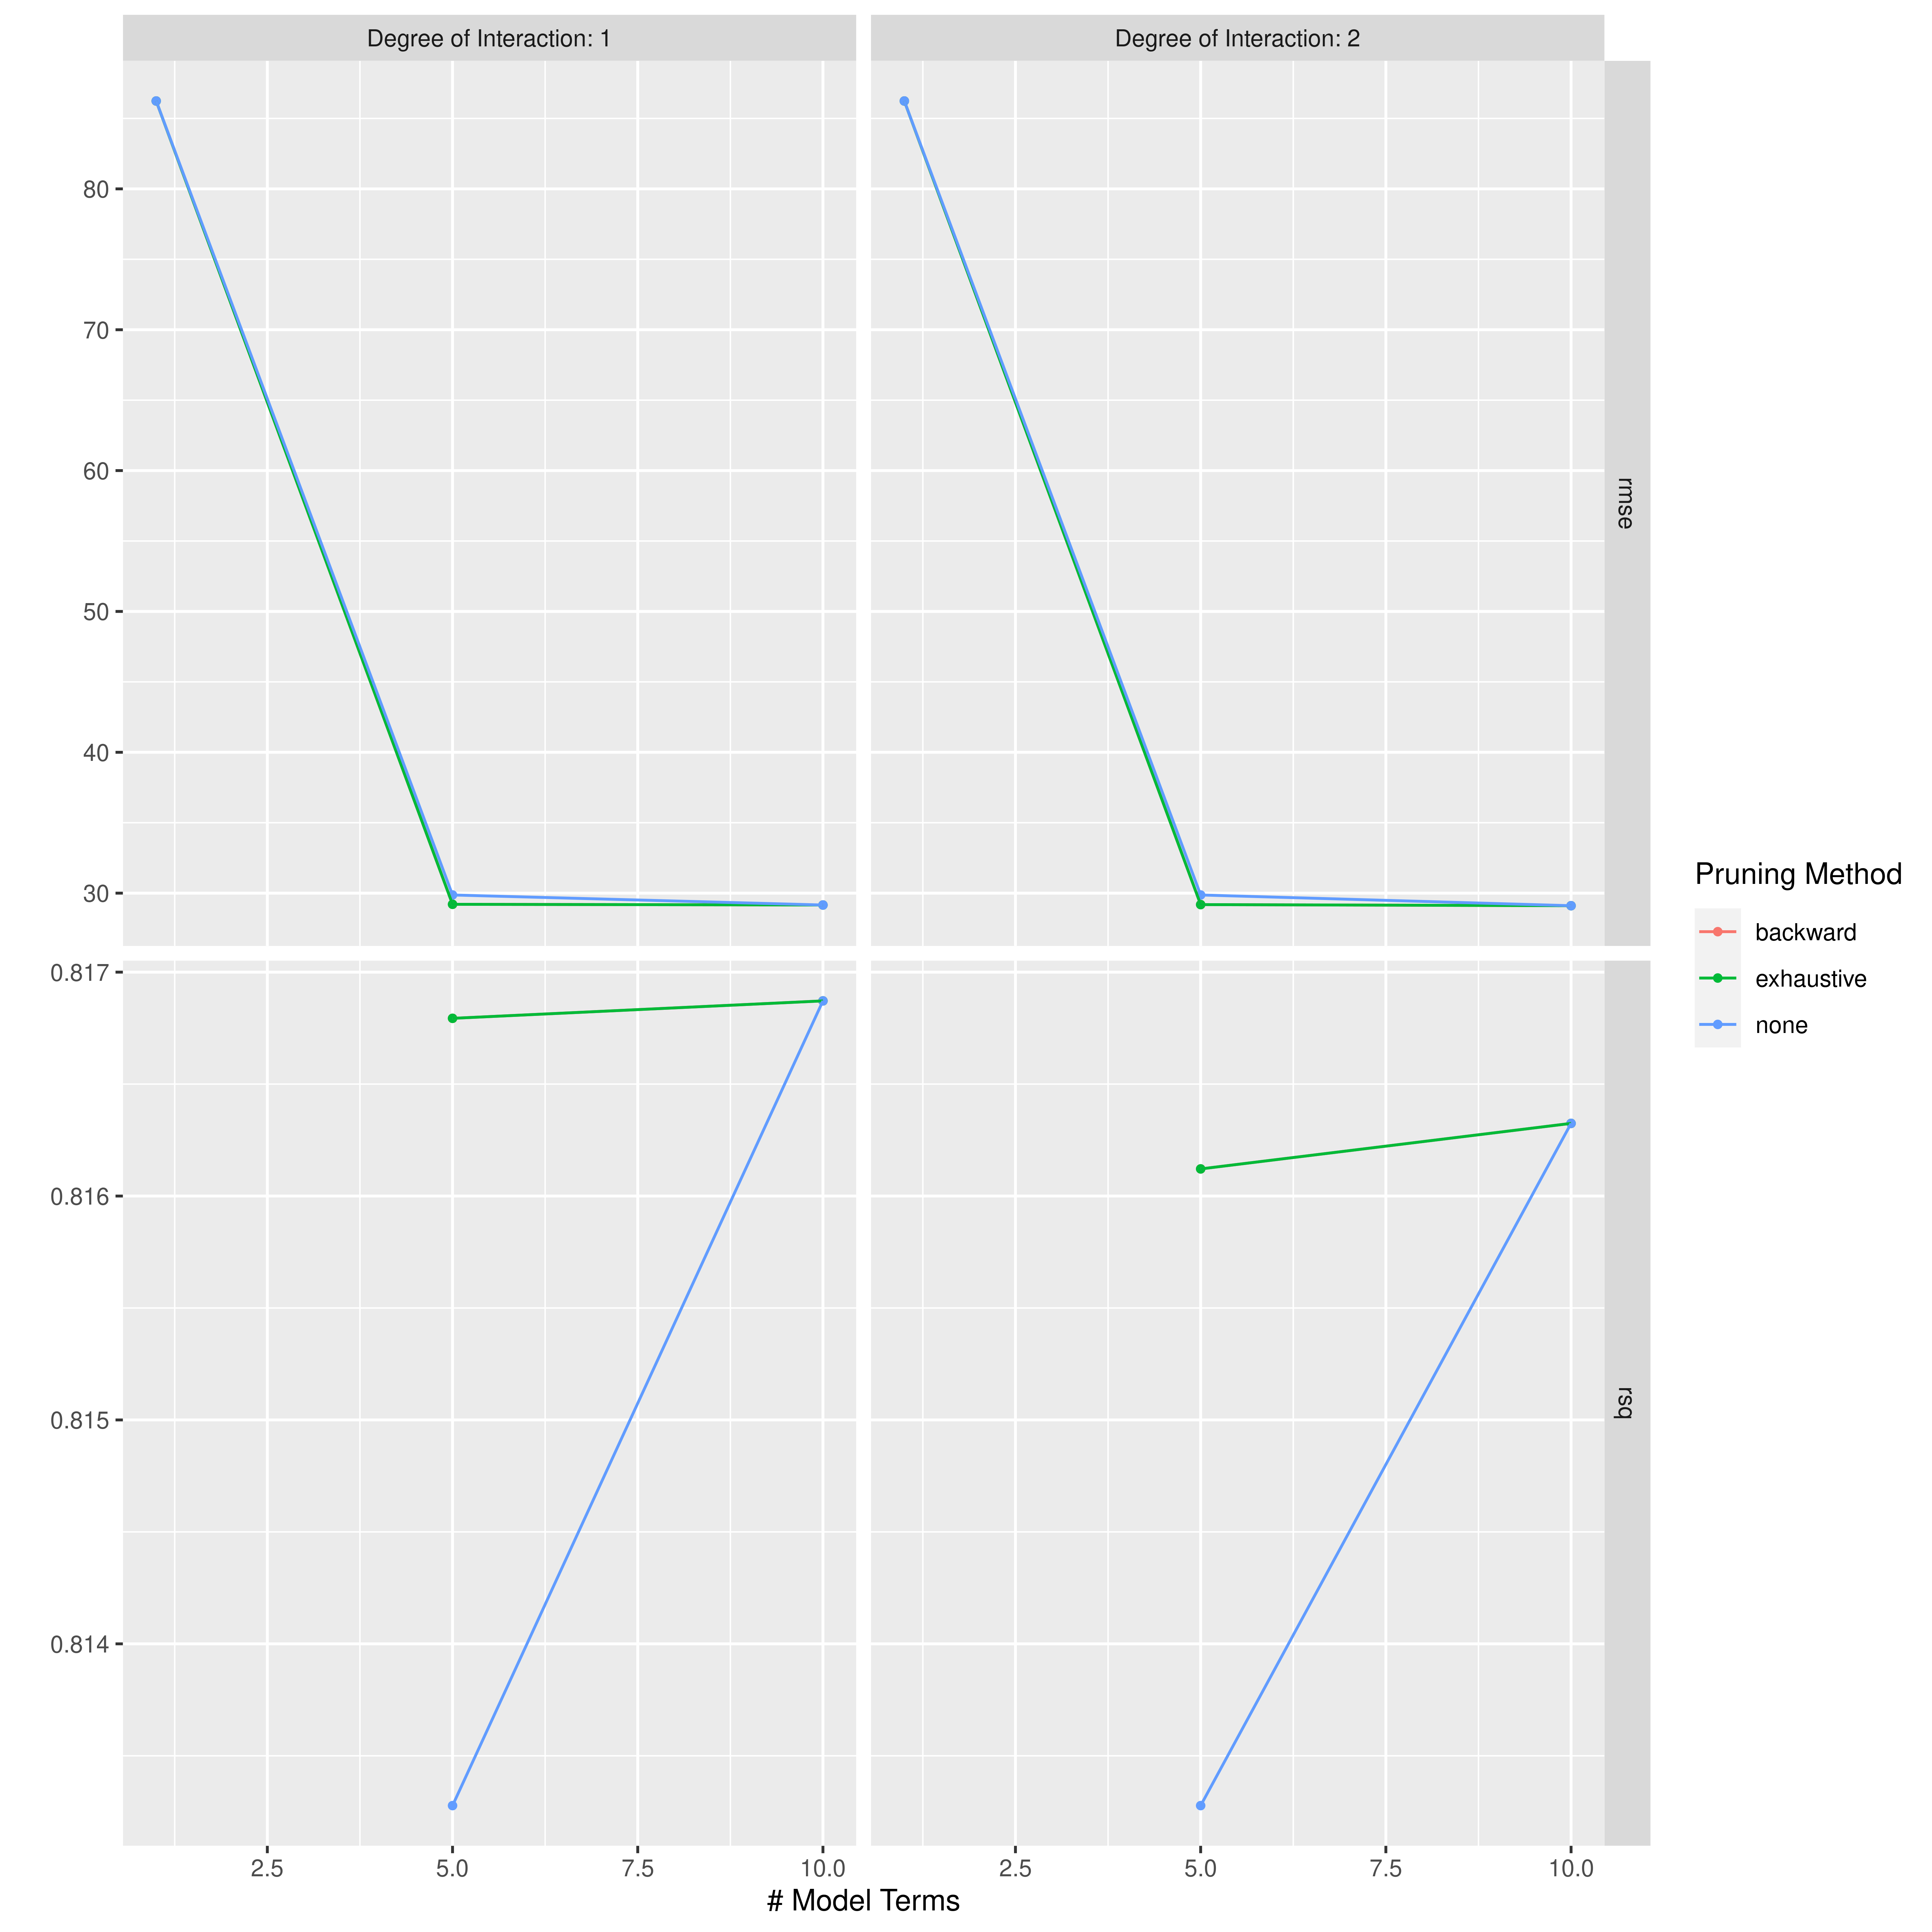 Degree of Interaction: 1
Degree of Interaction: 2
80
70
60
50
40
30
rmse
0.817
0.816
0.815
0.814
rsq
2.5 5.0 7.5 10.0
2.5 5.0 7.5 10.0
# Model Terms
Pruning Method
backward
exhaustive
none